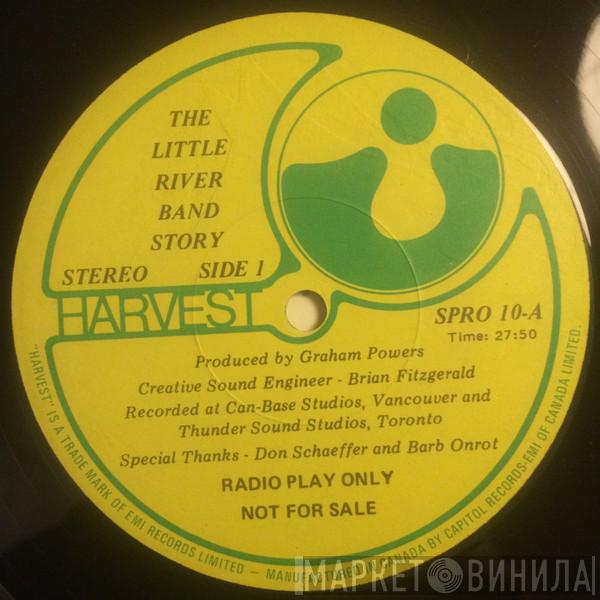 THE
LITTLE
RIVER
BAND
STORY
STEREO SIDE 1
HARVEST
SPRO 10-A
Time: 27:50
Produced by Graham Powers
Creative Sound Engineer - Brian Fitzgerald
Recorded at Can-Base Studios, Vancouver and
Thunder Sound Studios, Toronto
Special Thanks - Don Schaeffer and Barb Onrot
RADIO PLAY ONLY
NOT FOR SALE
"HARVEST" IS A TRADE MARK OF EMI RECORDS LIMITED – MANUFACTURED IN CANADA BY CAPITOL RECORDS-EMI OF CANADA LIMITED.
МАРКЕТ ВИНИЛА